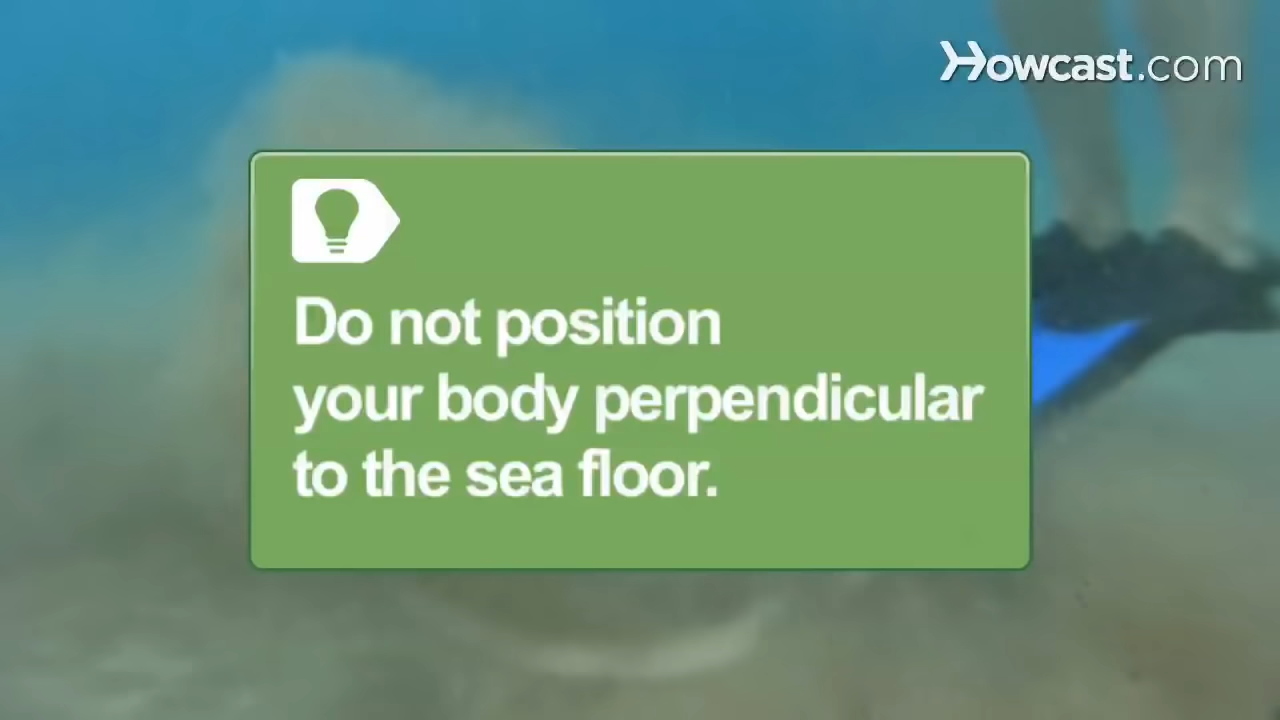 Howcast.com
Do not position
your body perpendicular
to the sea floor.